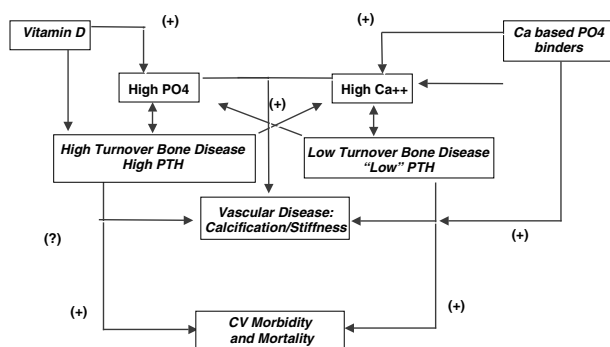 (+)
(+)
Vitamin D
Ca based PO4
binders
High PO4
High Ca++
(+)
High Turnover Bone Disease
High PTH
Low Turnover Bone Disease
“Low” PTH
Vascular Disease:
Calcification/Stiffness
(?)
(+)
(+)
(+)
CV Morbidity
and Mortality